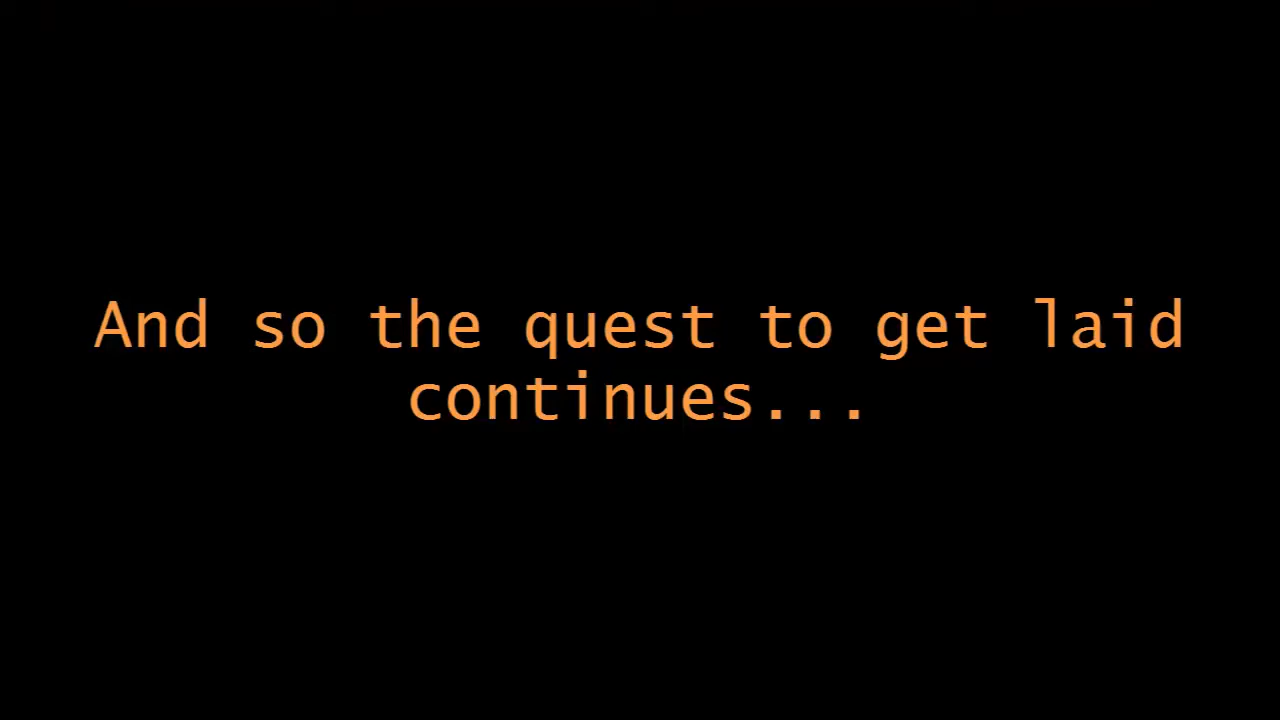 And so the quest to get laid
continues...